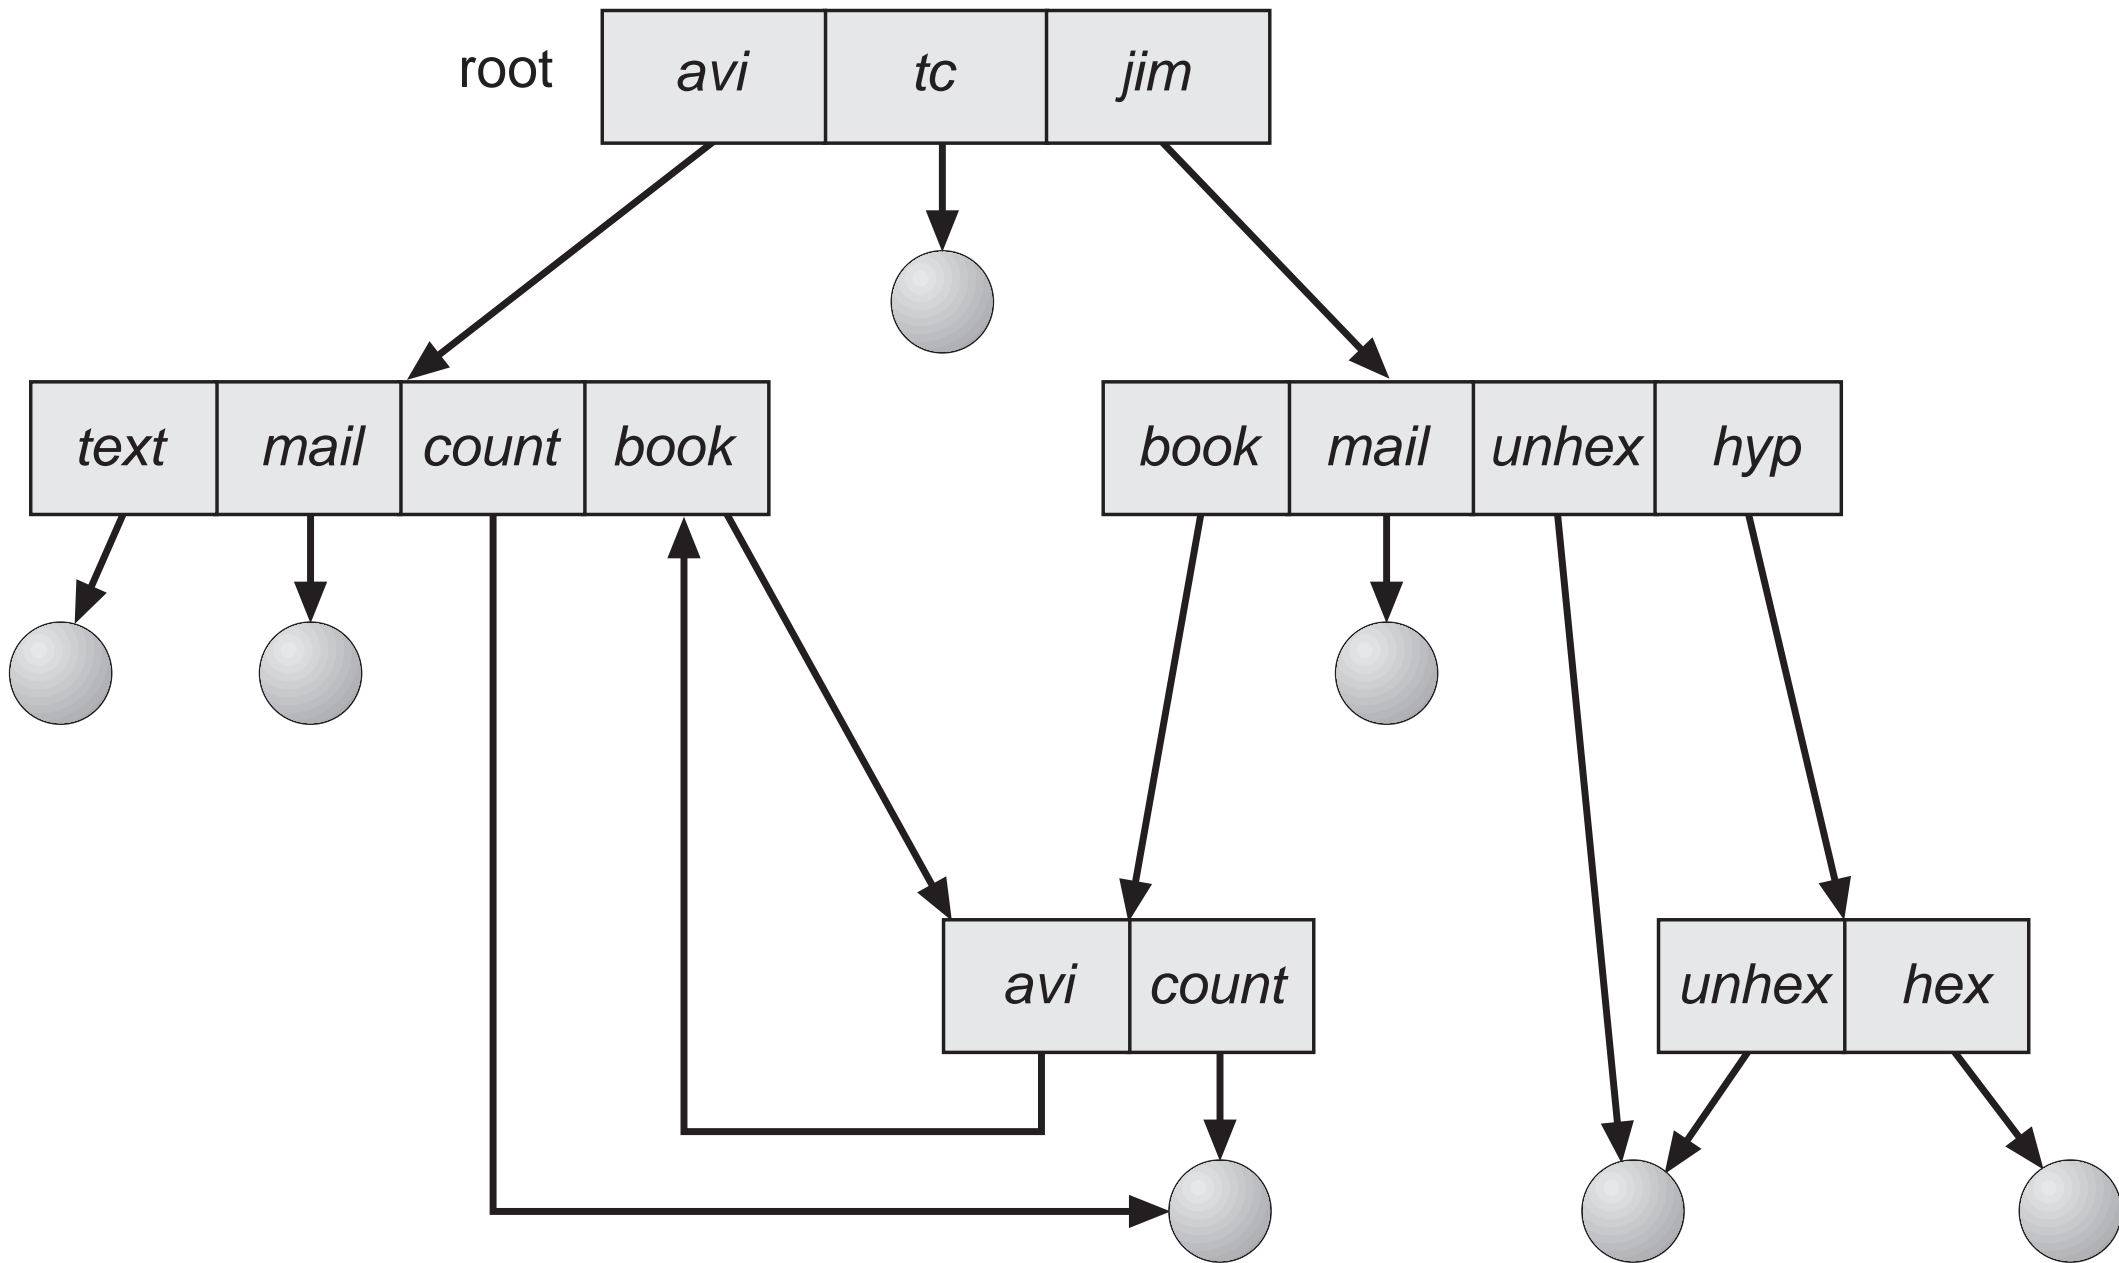 root avi tc jim
text mail count book book mail unhex hyp
avi count unhex hex